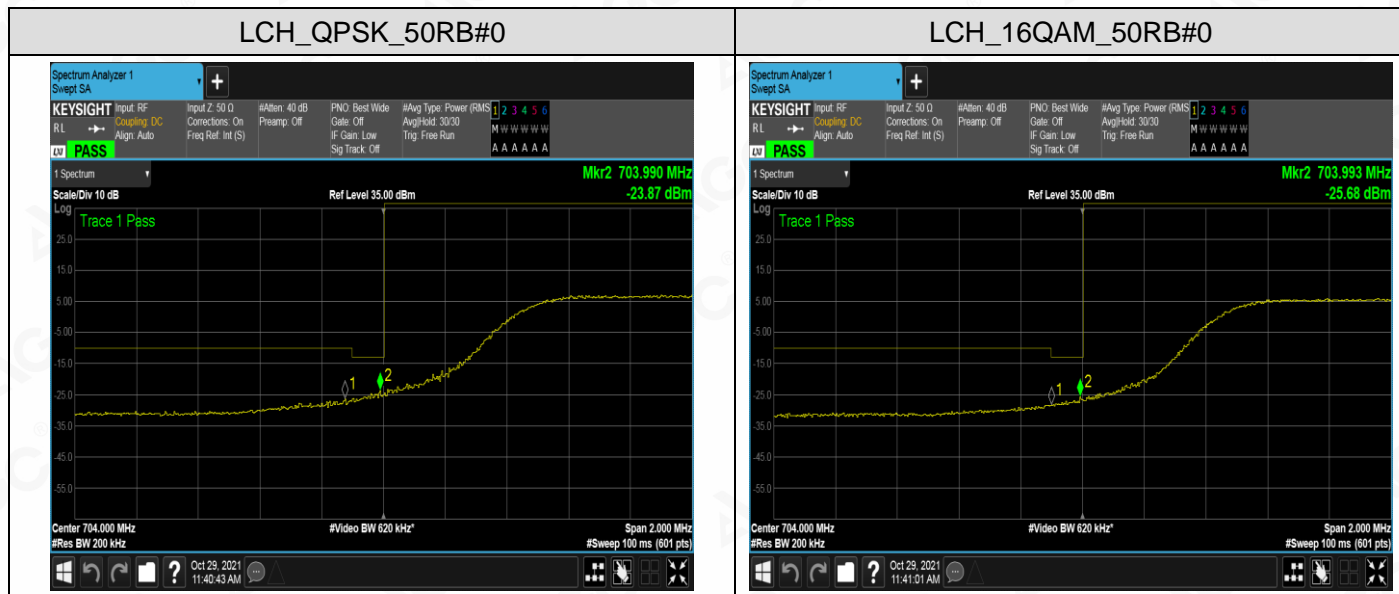 LCH_QPSK_50RB#0
Spectrum Analyzer 1
Swept SA
+
KEYSIGHT
RL
Input: RF
Coupling: DC
Align: Auto
Input Z: 50 Ω
Corrections: On
Freq Ref: Int (S)
#Atten: 40 dB
Preamp: Off
PNO: Best Wide
Gate: Off
IF Gain: Low
Sig Track: Off
#Avg Type: Power (RMS
Avg|Hold: 30/30
Trig: Free Run
1 2 3 4 5 6
M W W W W W
A A A A A A
LXI PASS
1 Spectrum
Mkr2 703.990 MHz
Scale/Div 10 dB
Ref Level 35.00 dBm
-23.87 dBm
Log
Trace 1 Pass
25.0
15.0
5.00
-5.00
-15.0
-25.0
-35.0
-45.0
-55.0
1
2
Center 704.000 MHz
#Video BW 620 kHz*
Span 2.000 MHz
#Res BW 200 kHz
#Sweep 100 ms (601 pts)
?
Oct 29, 2021
11:40:43 AM
LCH_16QAM_50RB#0
Spectrum Analyzer 1
Swept SA
+
KEYSIGHT
RL
Input: RF
Coupling: DC
Align: Auto
Input Z: 50 Ω
Corrections: On
Freq Ref: Int (S)
#Atten: 40 dB
Preamp: Off
PNO: Best Wide
Gate: Off
IF Gain: Low
Sig Track: Off
#Avg Type: Power (RMS
Avg|Hold: 30/30
Trig: Free Run
1 2 3 4 5 6
M W W W W W
A A A A A A
LXI PASS
1 Spectrum
Mkr2 703.993 MHz
Scale/Div 10 dB
Ref Level 35.00 dBm
-25.68 dBm
Log
Trace 1 Pass
25.0
15.0
5.00
-5.00
-15.0
-25.0
-35.0
-45.0
-55.0
1
2
Center 704.000 MHz
#Video BW 620 kHz*
Span 2.000 MHz
#Res BW 200 kHz
#Sweep 100 ms (601 pts)
?
Oct 29, 2021
11:41:01 AM